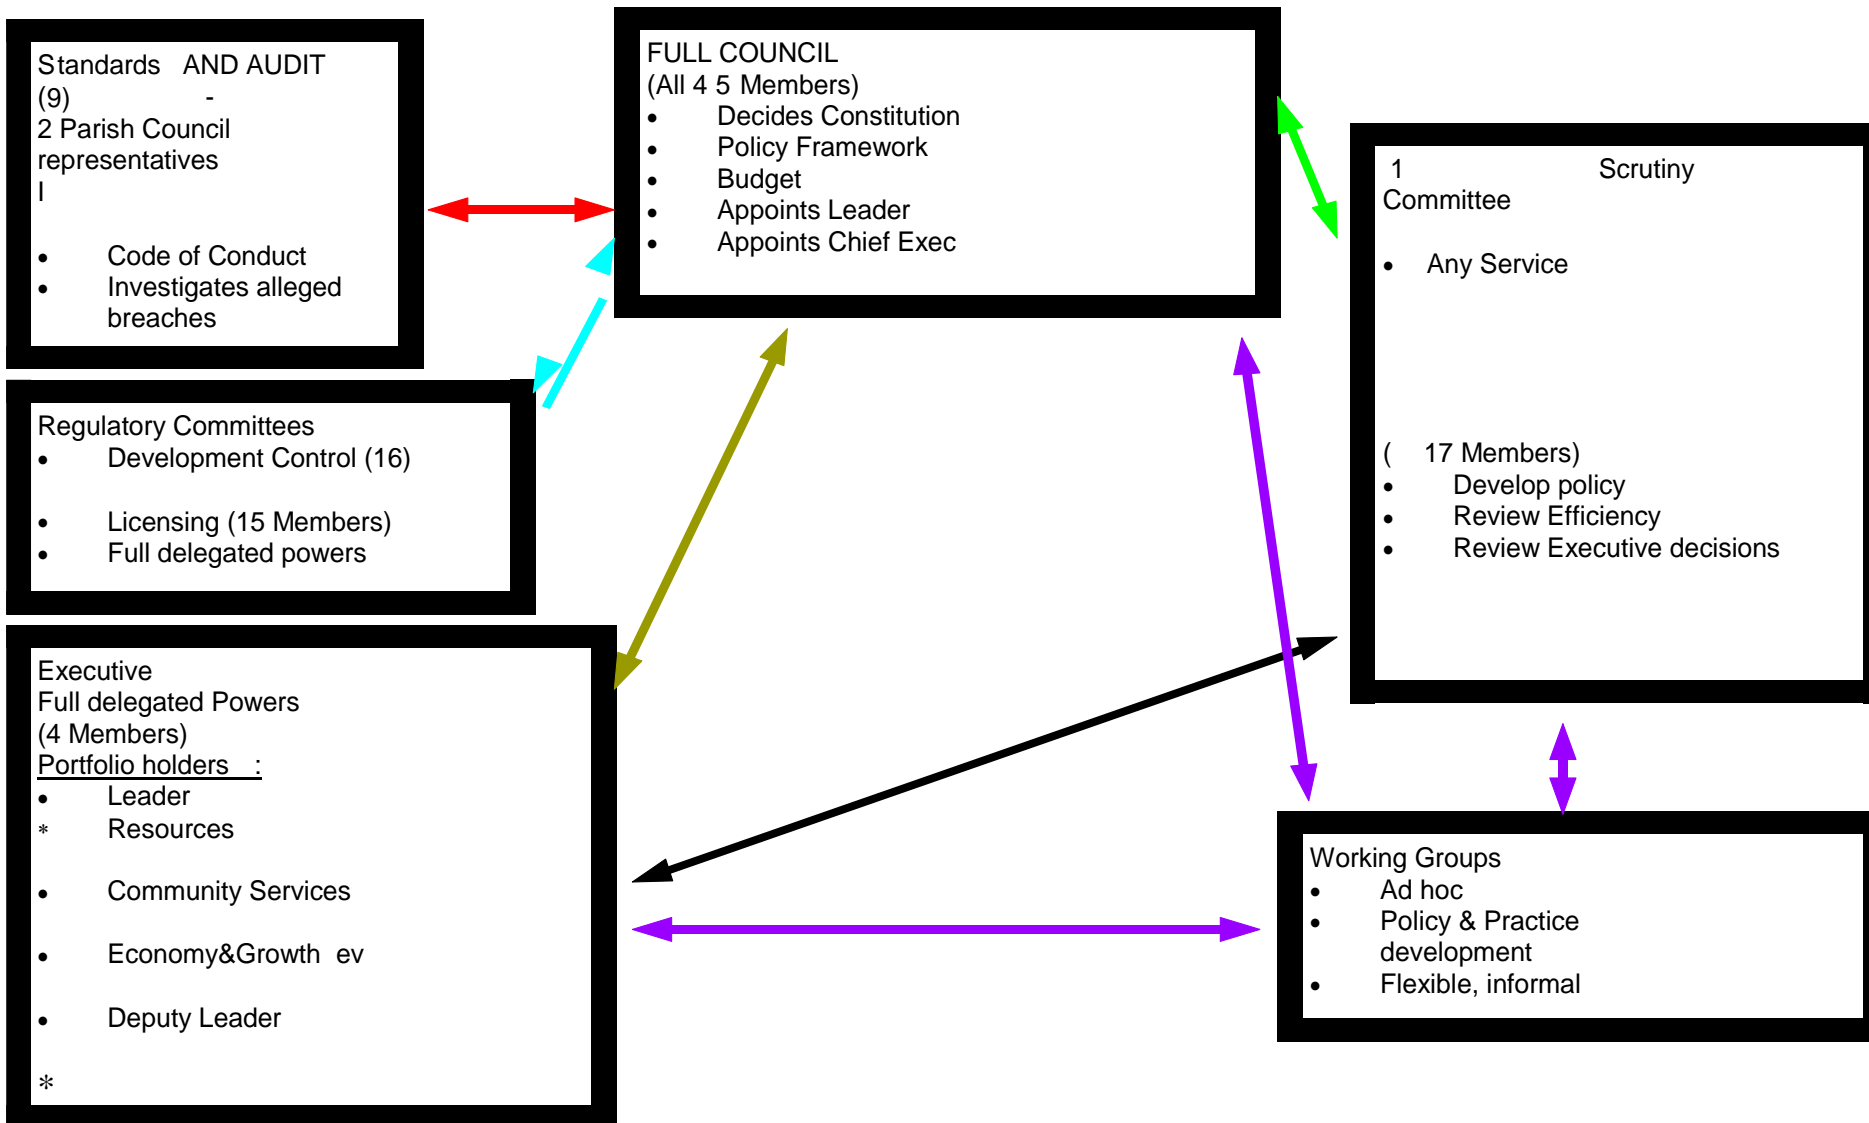 Standards AND AUDIT
(9) -
2 Parish Council
representatives
I
• Code of Conduct
• Investigates alleged
breaches
FULL COUNCIL
(All 4 5 Members)
• Decides Constitution
• Policy Framework
• Budget
• Appoints Leader
• Appoints Chief Exec
1 Scrutiny
Committee
• Any Service
( 17 Members)
• Develop policy
• Review Efficiency
• Review Executive decisions
Regulatory Committees
• Development Control (16)
• Licensing (15 Members)
• Full delegated powers
Executive
Full delegated Powers
(4 Members)
Portfolio holders :
• Leader
* Resources
• Community Services
• Economy&Growth ev
• Deputy Leader
*
Working Groups
• Ad hoc
• Policy & Practice
development
• Flexible, informal